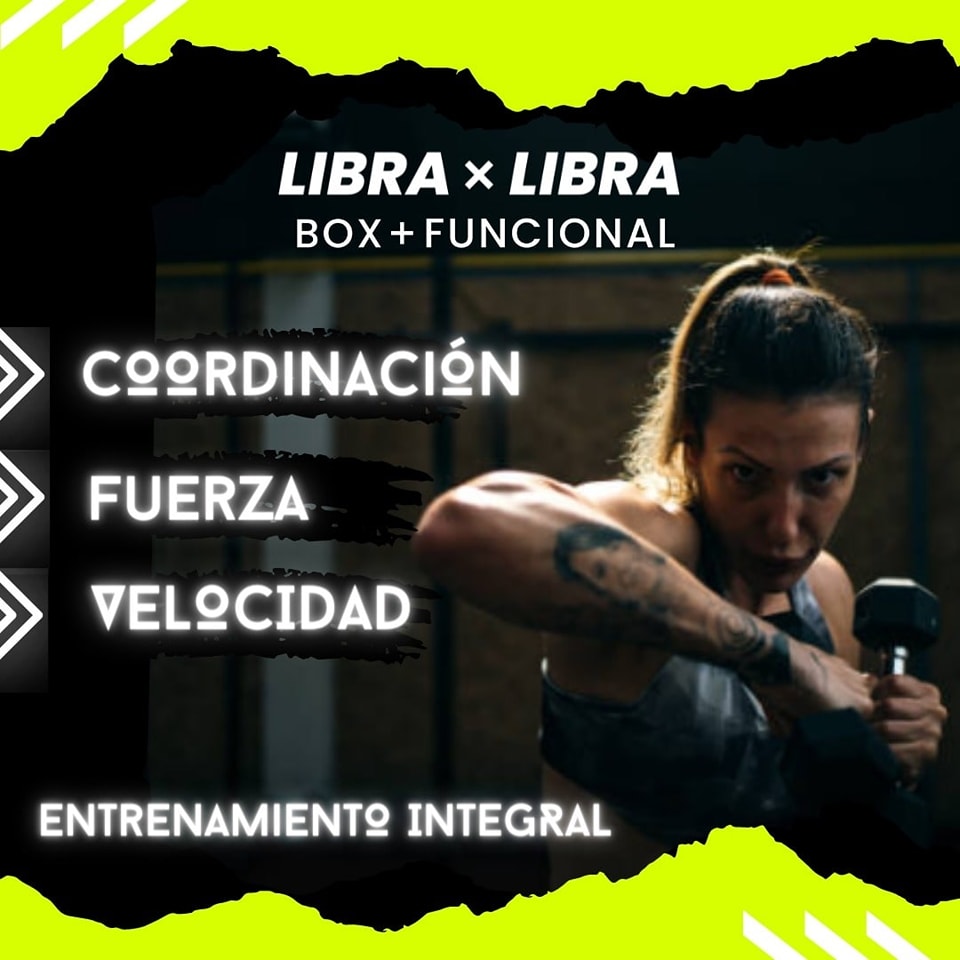 LIBRA × LIBRA
BOX + FUNCIONAL
COORDINACIÓN
FUERZA
VELOCIDAD
ENTRENAMIENTO INTEGRAL